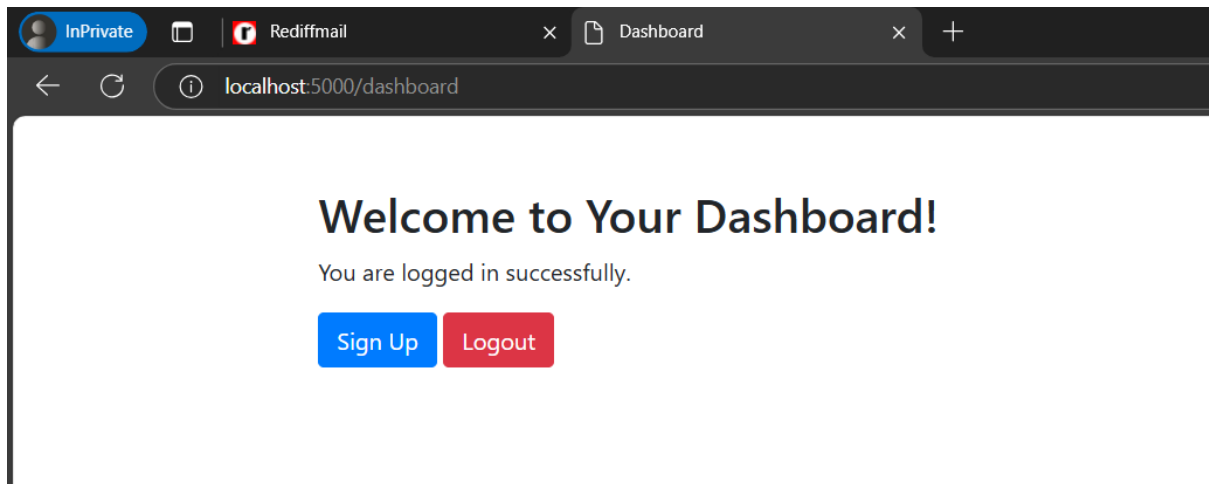 InPrivate Rediffmail Dashboard
localhost:5000/dashboard
Welcome to Your Dashboard!
You are logged in successfully.
Sign Up Logout